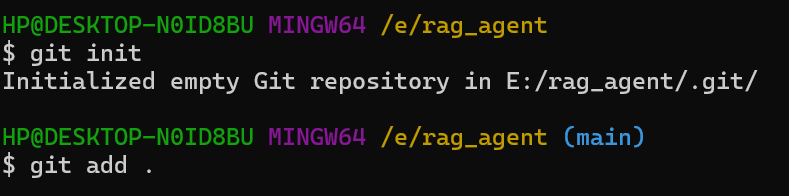 HP@DESKTOP-N0ID8BU MINGW64 /e/rag_agent
$ git init
Initialized empty Git repository in E:/rag_agent/.git/
HP@DESKTOP-N0ID8BU MINGW64 /e/rag_agent (main)
$ git add .